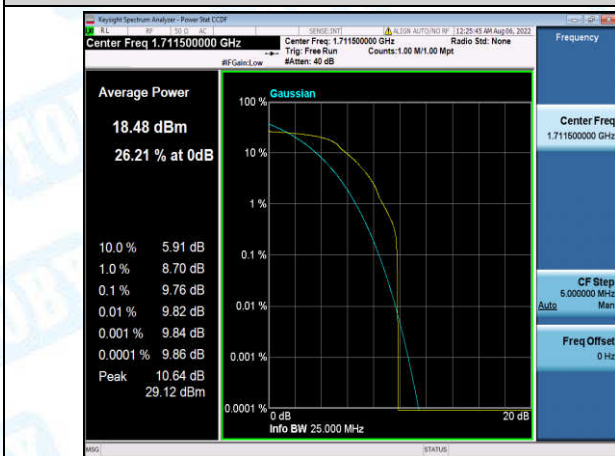 Keysight Spectrum Analyzer - Power Stat CCDF
RL RF 50 Ω AC SENSE:INT ALIGN AUTO/NO RF 12:25:45 AM Aug 06, 2022
Center Freq 1.711500000 GHz
Center Freq: 1.711500000 GHz Radio Std: None
Trig: Free Run Counts:1.00 M/1.00 Mpt
#IFGain:Low #Atten: 40 dB
Frequency
Average Power
18.48 dBm
26.21 % at 0dB
10.0 % 5.91 dB
1.0 % 8.70 dB
0.1 % 9.76 dB
0.01 % 9.82 dB
0.001 % 9.84 dB
0.0001 % 9.86 dB
Peak 10.64 dB
29.12 dBm
Gaussian
100 %
10 %
1 %
0.1 %
0.01 %
0.001 %
0.0001 %
0 dB 20 dB
Info BW 25.000 MHz
Center Freq
1.711500000 GHz
CF Step
5.000000 MHz
Auto Man
Freq Offset
0 Hz
MSG STATUS